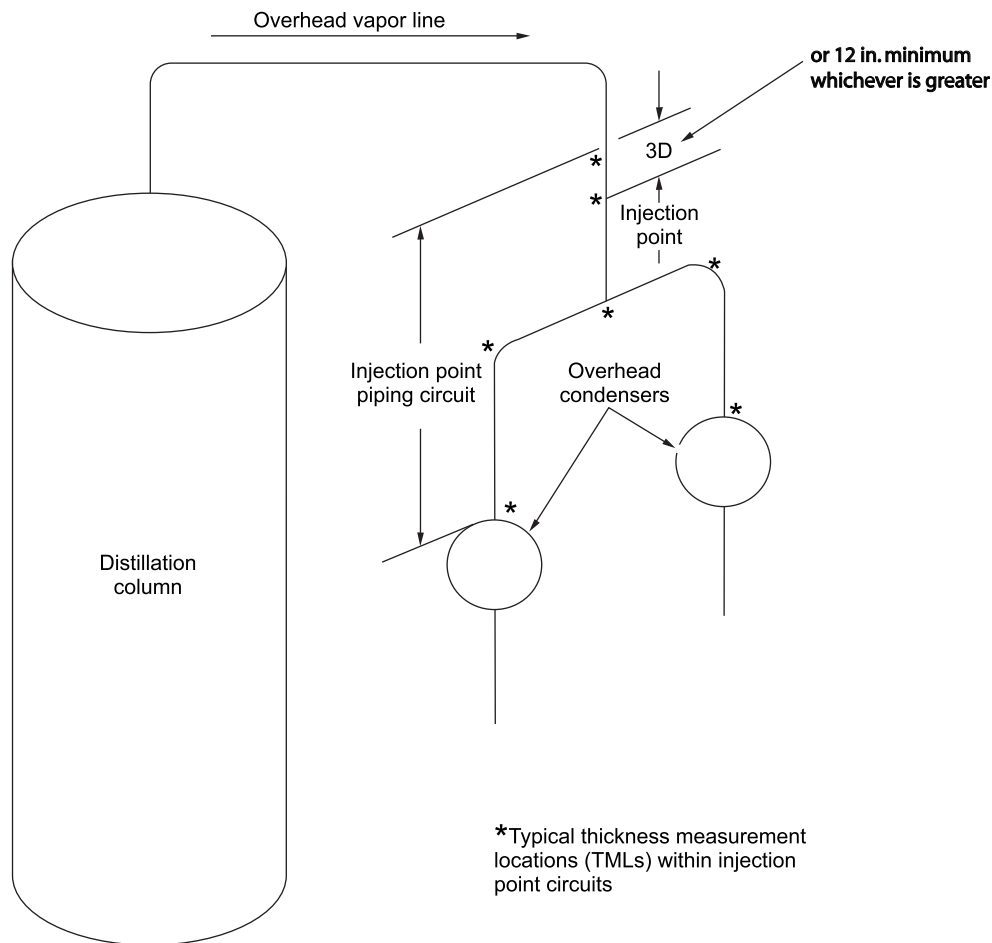 Overhead vapor line
or 12 in. minimum
whichever is greater
3D
Injection
point
Injection point
piping circuit
Overhead
condensers
Distillation
column
*Typical thickness measurement
locations (TMLs) within injection
point circuits